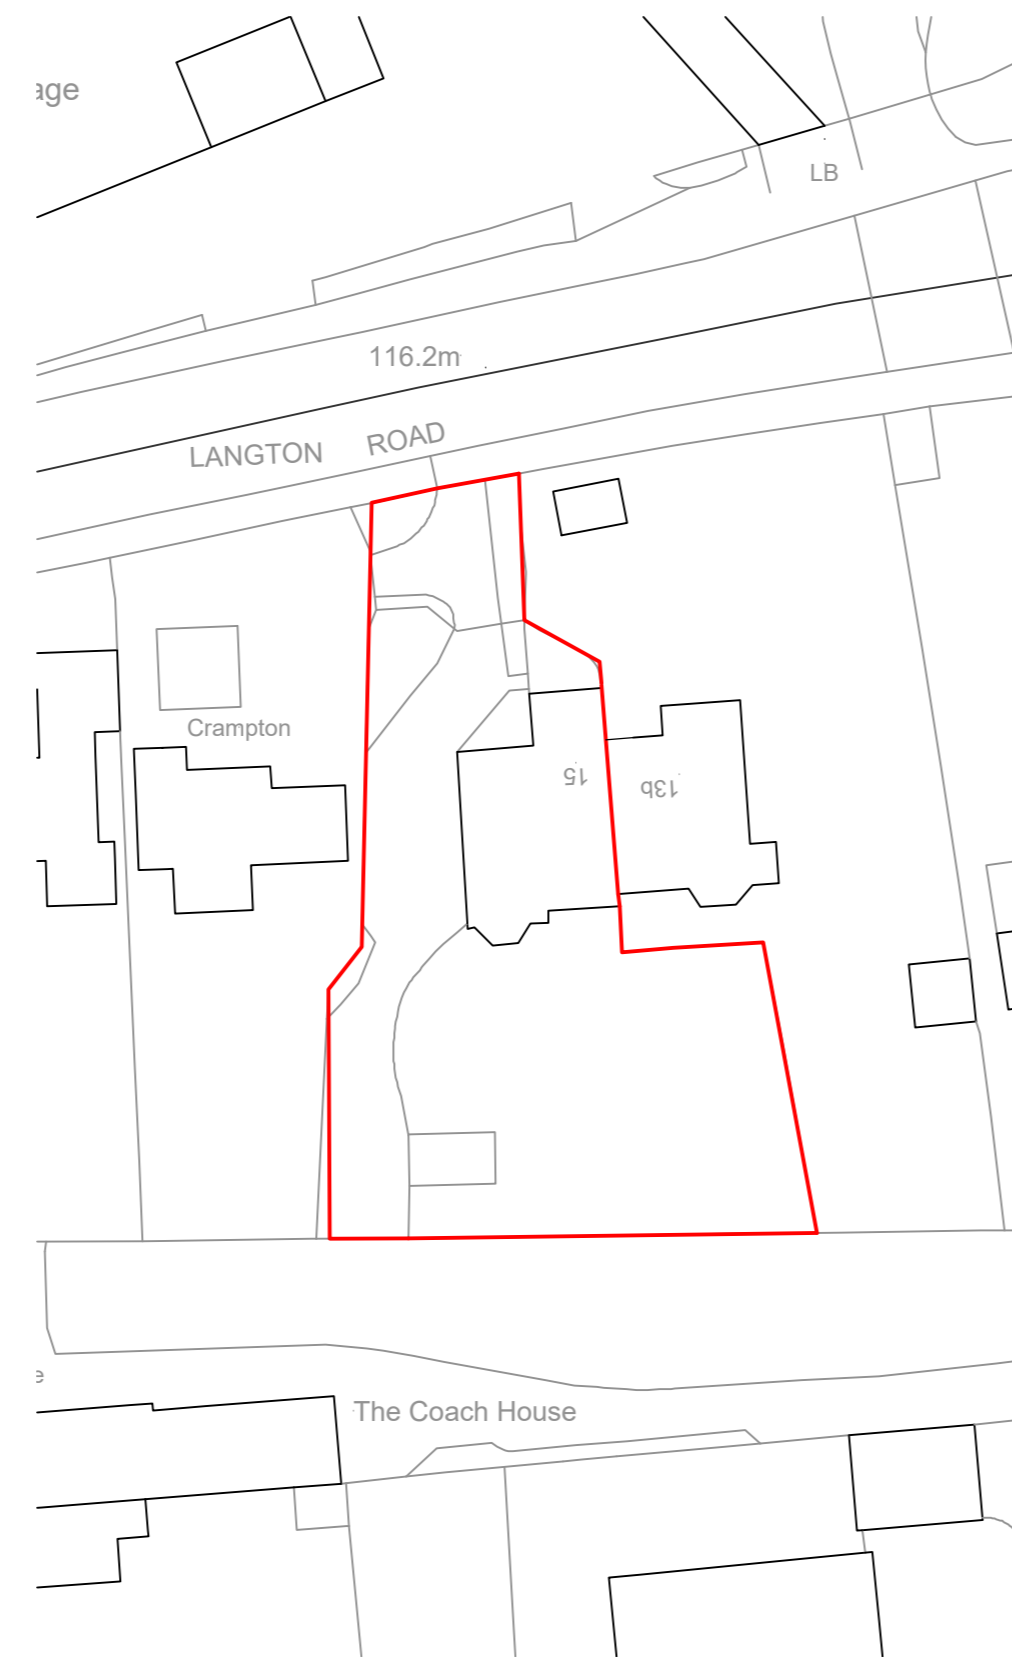 age
LB
116.2m
LANGTON ROAD
Crampton
15
13b
e
The Coach House